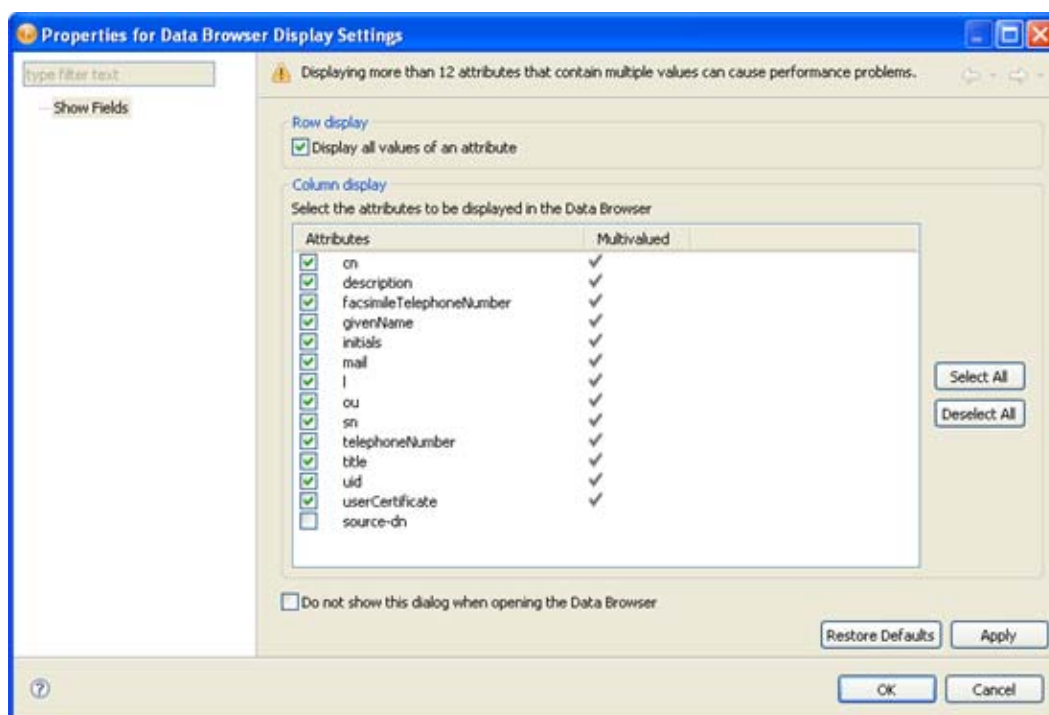 Properties for Data Browser Display Settings
type filter text
Displaying more than 12 attributes that contain multiple values can cause performance problems.
Show Fields
Row display
Display all values of an attribute
Column display
Select the attributes to be displayed in the Data Browser
Attributes Multivalued
cn
description
facsimileTelephoneNumber
givenName
initials
mail
l
ou
sn
telephoneNumber
title
uid
userCertificate
source-dn
Select All
Deselect All
Do not show this dialog when opening the Data Browser
Restore Defaults Apply
? OK Cancel